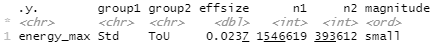 .y. group1 group2 effsize n1 n2 magnitude
* <chr> <chr> <chr> <dbl> <int> <int> <ord>
1 energy_max Std ToU 0.0237 1546619 393612 small